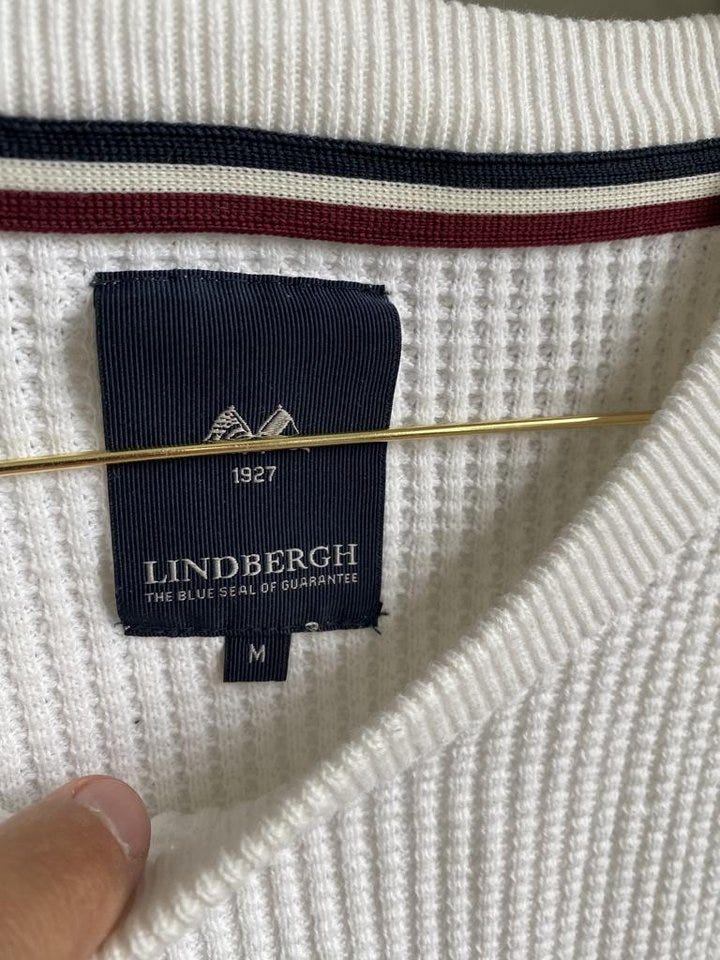 1927
LINDBERGH
THE BLUE SEAL OF GUARANTEE
M